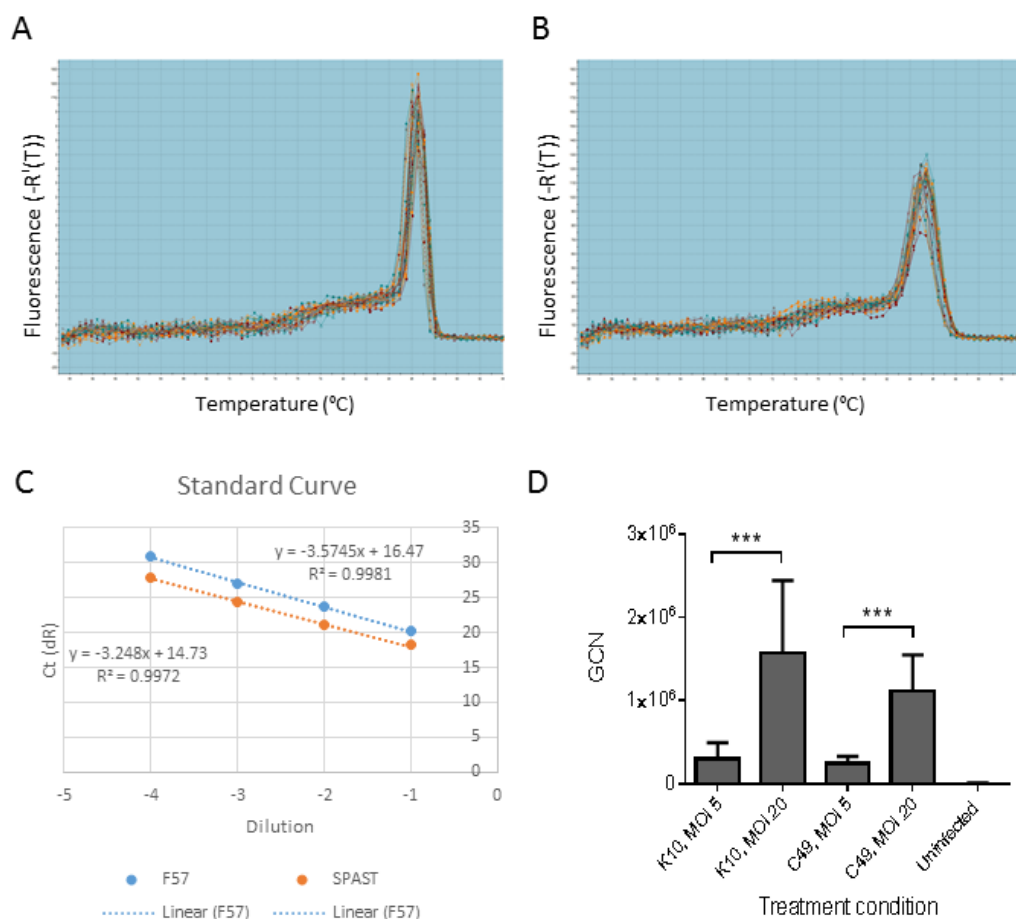 A
Fluorescence (-R'(T))
Temperature (⁰C)
B
Fluorescence (-R'(T))
Temperature (⁰C)
C
Standard Curve
y = -3.5745x + 16.47
R² = 0.9981
y = -3.248x + 14.73
R² = 0.9972
Ct (dR)
35
30
25
20
15
10
5
0
-5 -4 -3 -2 -1 0
Dilution
F57 SPAST
Linear (F57) Linear (F57)
D
GCN
3x10⁶
2x10⁶
1x10⁶
0
*** ***
K10, MOI 5
K10, MOI 20
C49, MOI 5
C49, MOI 20
Uninfected
Treatment condition